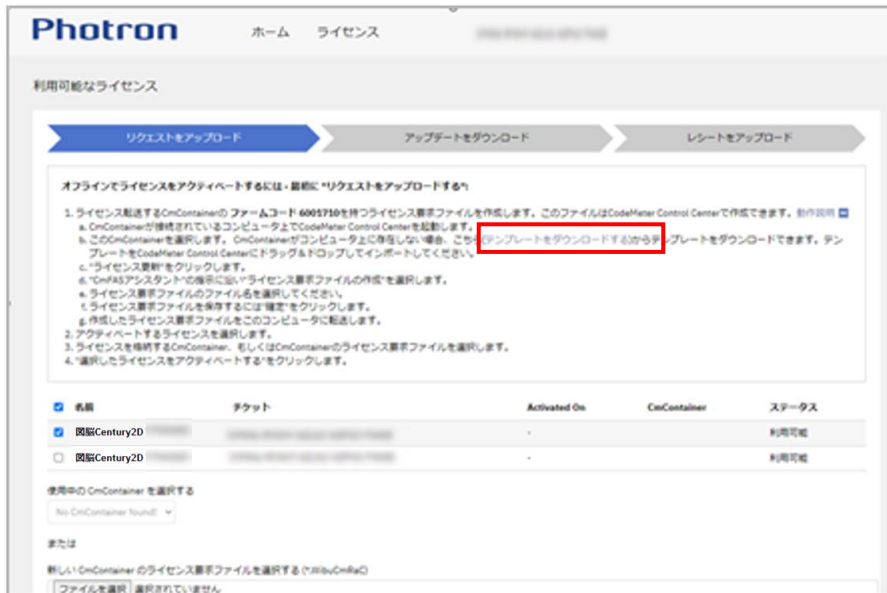 Photron
ホーム ライセンス
利用可能なライセンス
リクエストをアップロード アップデートをダウンロード レシートをアップロード
オフラインでライセンスをアクティベートするには - 最初に "リクエストをアップロードする":
1. ライセンス転送するCmContainerの ファームコード 6001710を持つライセンス要求ファイルを作成します。このファイルはCodeMeter Control Centerで作成できます。動作説明
a. CmContainerが接続されているコンピュータ上でCodeMeter Control Centerを起動します。
b. このCmContainerを選択します。 CmContainerがコンピュータ上に存在しない場合、こちら(テンプレートをダウンロードする)からテンプレートをダウンロードできます。テン
プレートをCodeMeter Control Centerにドラッグ&ドロップしてインポートしてください。
c. "ライセンス更新"をクリックします。
d. "CmFASアシスタント"の指示に沿い"ライセンス要求ファイルの作成"を選択します。
e. ライセンス要求ファイルのファイル名を選択してください。
f. ライセンス要求ファイルを保存するには"確定"をクリックします。
g. 作成したライセンス要求ファイルをこのコンピュータに転送します。
2. アクティベートするライセンスを選択します。
3. ライセンスを格納するCmContainer、もしくはCmContainerのライセンス要求ファイルを選択します。
4. "選択したライセンスをアクティベートする"をクリックします。
名前 チケット Activated On CmContainer ステータス
図脳Century2D - 利用可能
図脳Century2D - 利用可能
使用中の CmContainer を選択する
No CmContainer found!
または
新しい CmContainer のライセンス要求ファイルを選択する (*.WibuCmRaC)
ファイルを選択 選択されていません